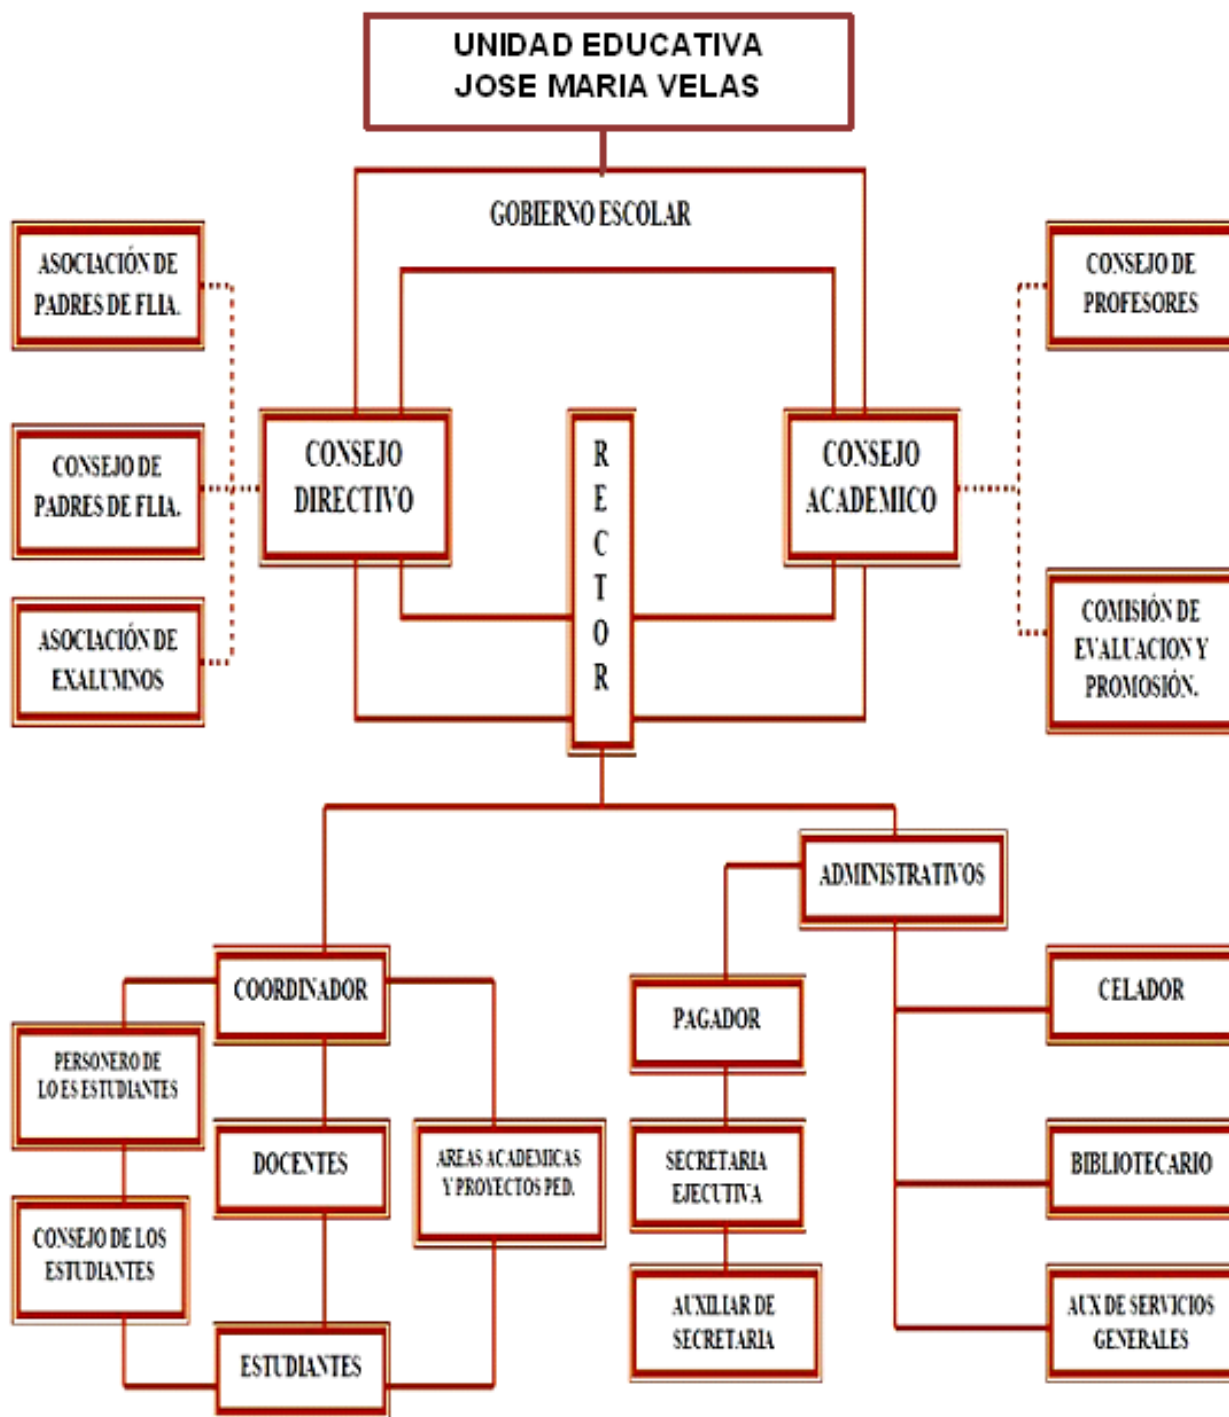 UNIDAD EDUCATIVA
JOSE MARIA VELAS
GOBIERNO ESCOLAR
ASOCIACIÓN DE
PADRES DE FLIA.
CONSEJO DE
PROFESORES
CONSEJO
DIRECTIVO
R
E
C
T
O
R
CONSEJO
ACADEMICO
CONSEJO DE
PADRES DE FLIA.
ASOCIACIÓN DE
EXALUMNOS
COMISIÓN DE
EVALUACION Y
PROMOSIÓN.
ADMINISTRATIVOS
COORDINADOR
PAGADOR
CELADOR
PERSONERO DE
LO ES ESTUDIANTES
DOCENTES
AREAS ACADEMICAS
Y PROYECTOS PED.
SECRETARIA
EJECUTIVA
BIBLIOTECARIO
CONSEJO DE LOS
ESTUDIANTES
AUXILIAR DE
SECRETARIA
AUX DE SERVICIOS
GENERALES
ESTUDIANTES